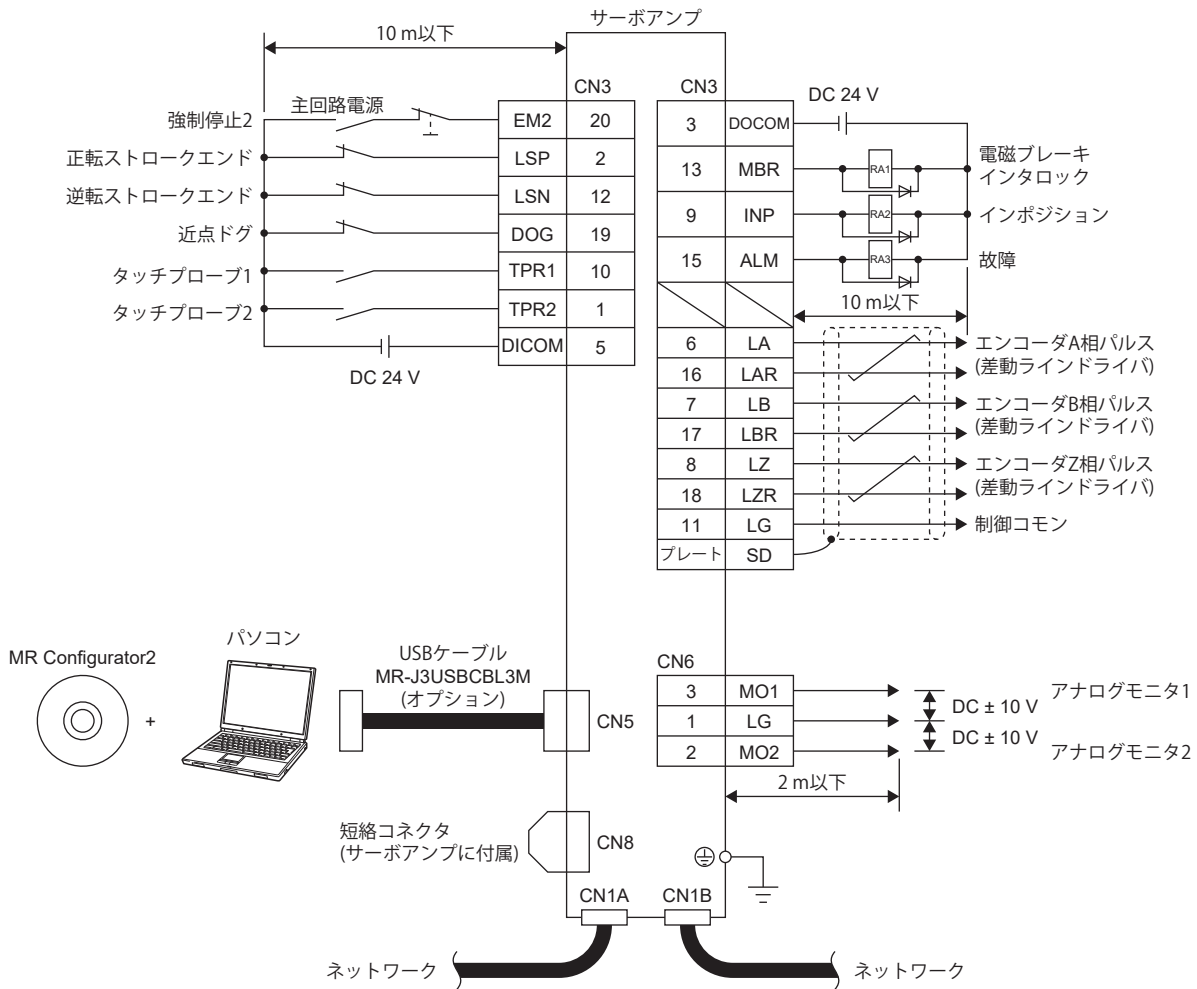 サーボアンプ
10 m以下
CN3
主回路電源
強制停止2
EM2 20
正転ストロークエンド
LSP 2
逆転ストロークエンド
LSN 12
近点ドグ
DOG 19
タッチプローブ1
TPR1 10
タッチプローブ2
TPR2 1
DICOM 5
DC 24 V
CN3
DC 24 V
3 DOCOM
13 MBR
RA1
電磁ブレーキ
インタロック
9 INP
RA2
インポジション
15 ALM
RA3
故障
10 m以下
6 LA
エンコーダA相パルス
16 LAR
(差動ラインドライバ)
7 LB
エンコーダB相パルス
17 LBR
(差動ラインドライバ)
8 LZ
エンコーダZ相パルス
18 LZR
(差動ラインドライバ)
11 LG
制御コモン
プレート SD
MR Configurator2
+
パソコン
USBケーブル
MR-J3USBCBL3M
(オプション)
CN5
CN6
3 MO1
アナログモニタ1
DC ± 10 V
1 LG
DC ± 10 V
2 MO2
アナログモニタ2
2 m以下
短絡コネクタ
(サーボアンプに付属)
CN8
CN1A
CN1B
ネットワーク
ネットワーク